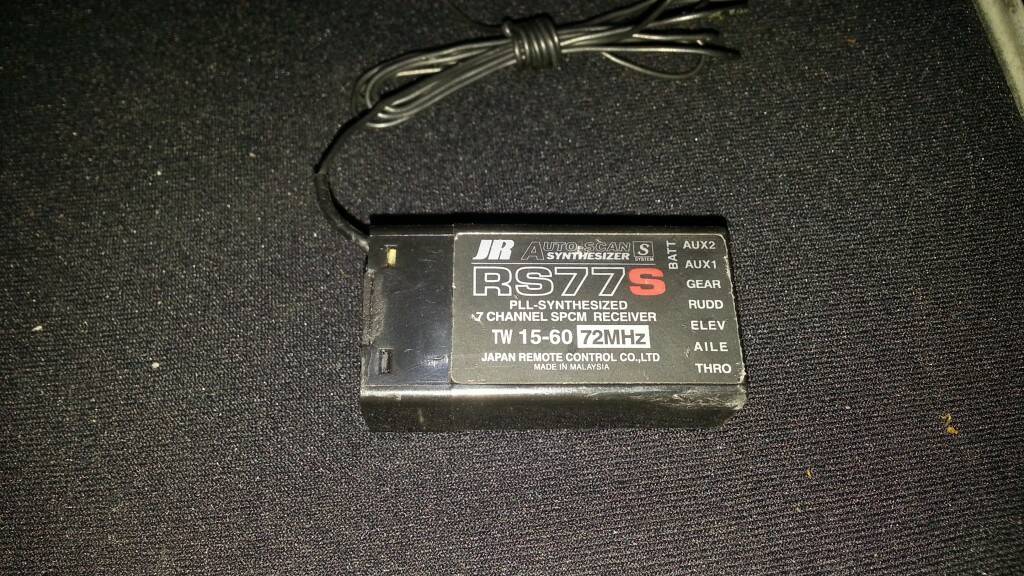 JR AUTO-SCAN SYNTHESIZER S SYSTEM
RS77S
PLL-SYNTHESIZED
7 CHANNEL SPCM RECEIVER
TW 15-60 72MHz
JAPAN REMOTE CONTROL CO.,LTD
MADE IN MALAYSIA
BATT
AUX2
AUX1
GEAR
RUDD
ELEV
AILE
THRO